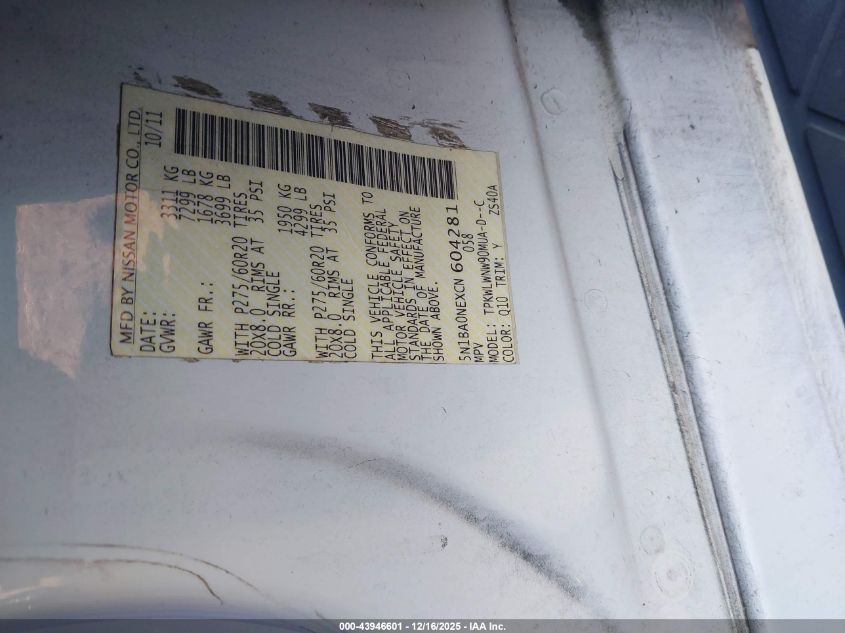 MFD BY NISSAN MOTOR CO., LTD.
DATE: 10/11
GVWR: 3311 KG
7299 LB
GAWR FR.: 1678 KG
3699 LB
WITH P275/60R20 TIRES
20X8.0 RIMS AT 35 PSI
COLD SINGLE
GAWR RR.: 1950 KG
4299 LB
WITH P275/60R20 TIRES
20X8.0 RIMS AT 35 PSI
COLD SINGLE
THIS VEHICLE CONFORMS TO
ALL APPLICABLE FEDERAL
MOTOR VEHICLE SAFETY
STANDARDS IN EFFECT ON
THE DATE OF MANUFACTURE
SHOWN ABOVE.
5N1BA0NEXCN 604281
MPV 058
MODEL: TPKWLWNW90MUA-D--C
COLOR: Q10 TRIM: Y ZS40A
000-43946601 - 12/16/2025 - IAA Inc.